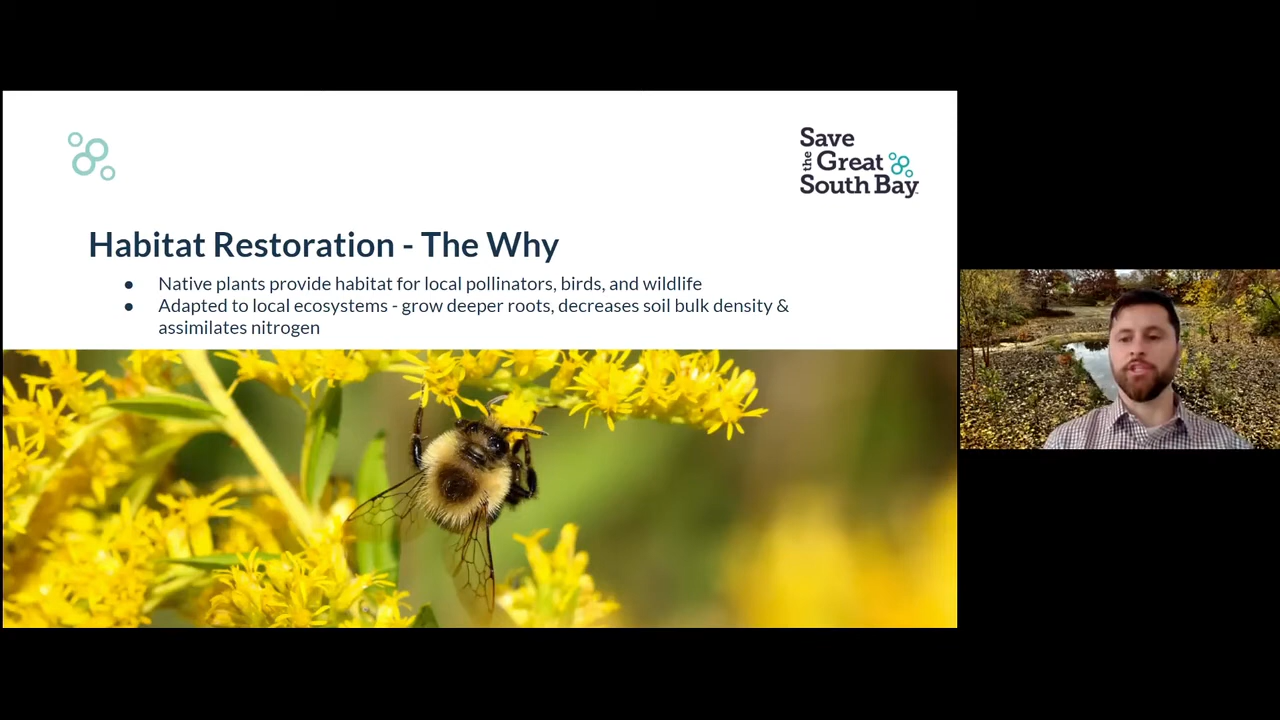 Save
the Great
South Bay
Habitat Restoration - The Why
● Native plants provide habitat for local pollinators, birds, and wildlife
● Adapted to local ecosystems - grow deeper roots, decreases soil bulk density &
assimilates nitrogen